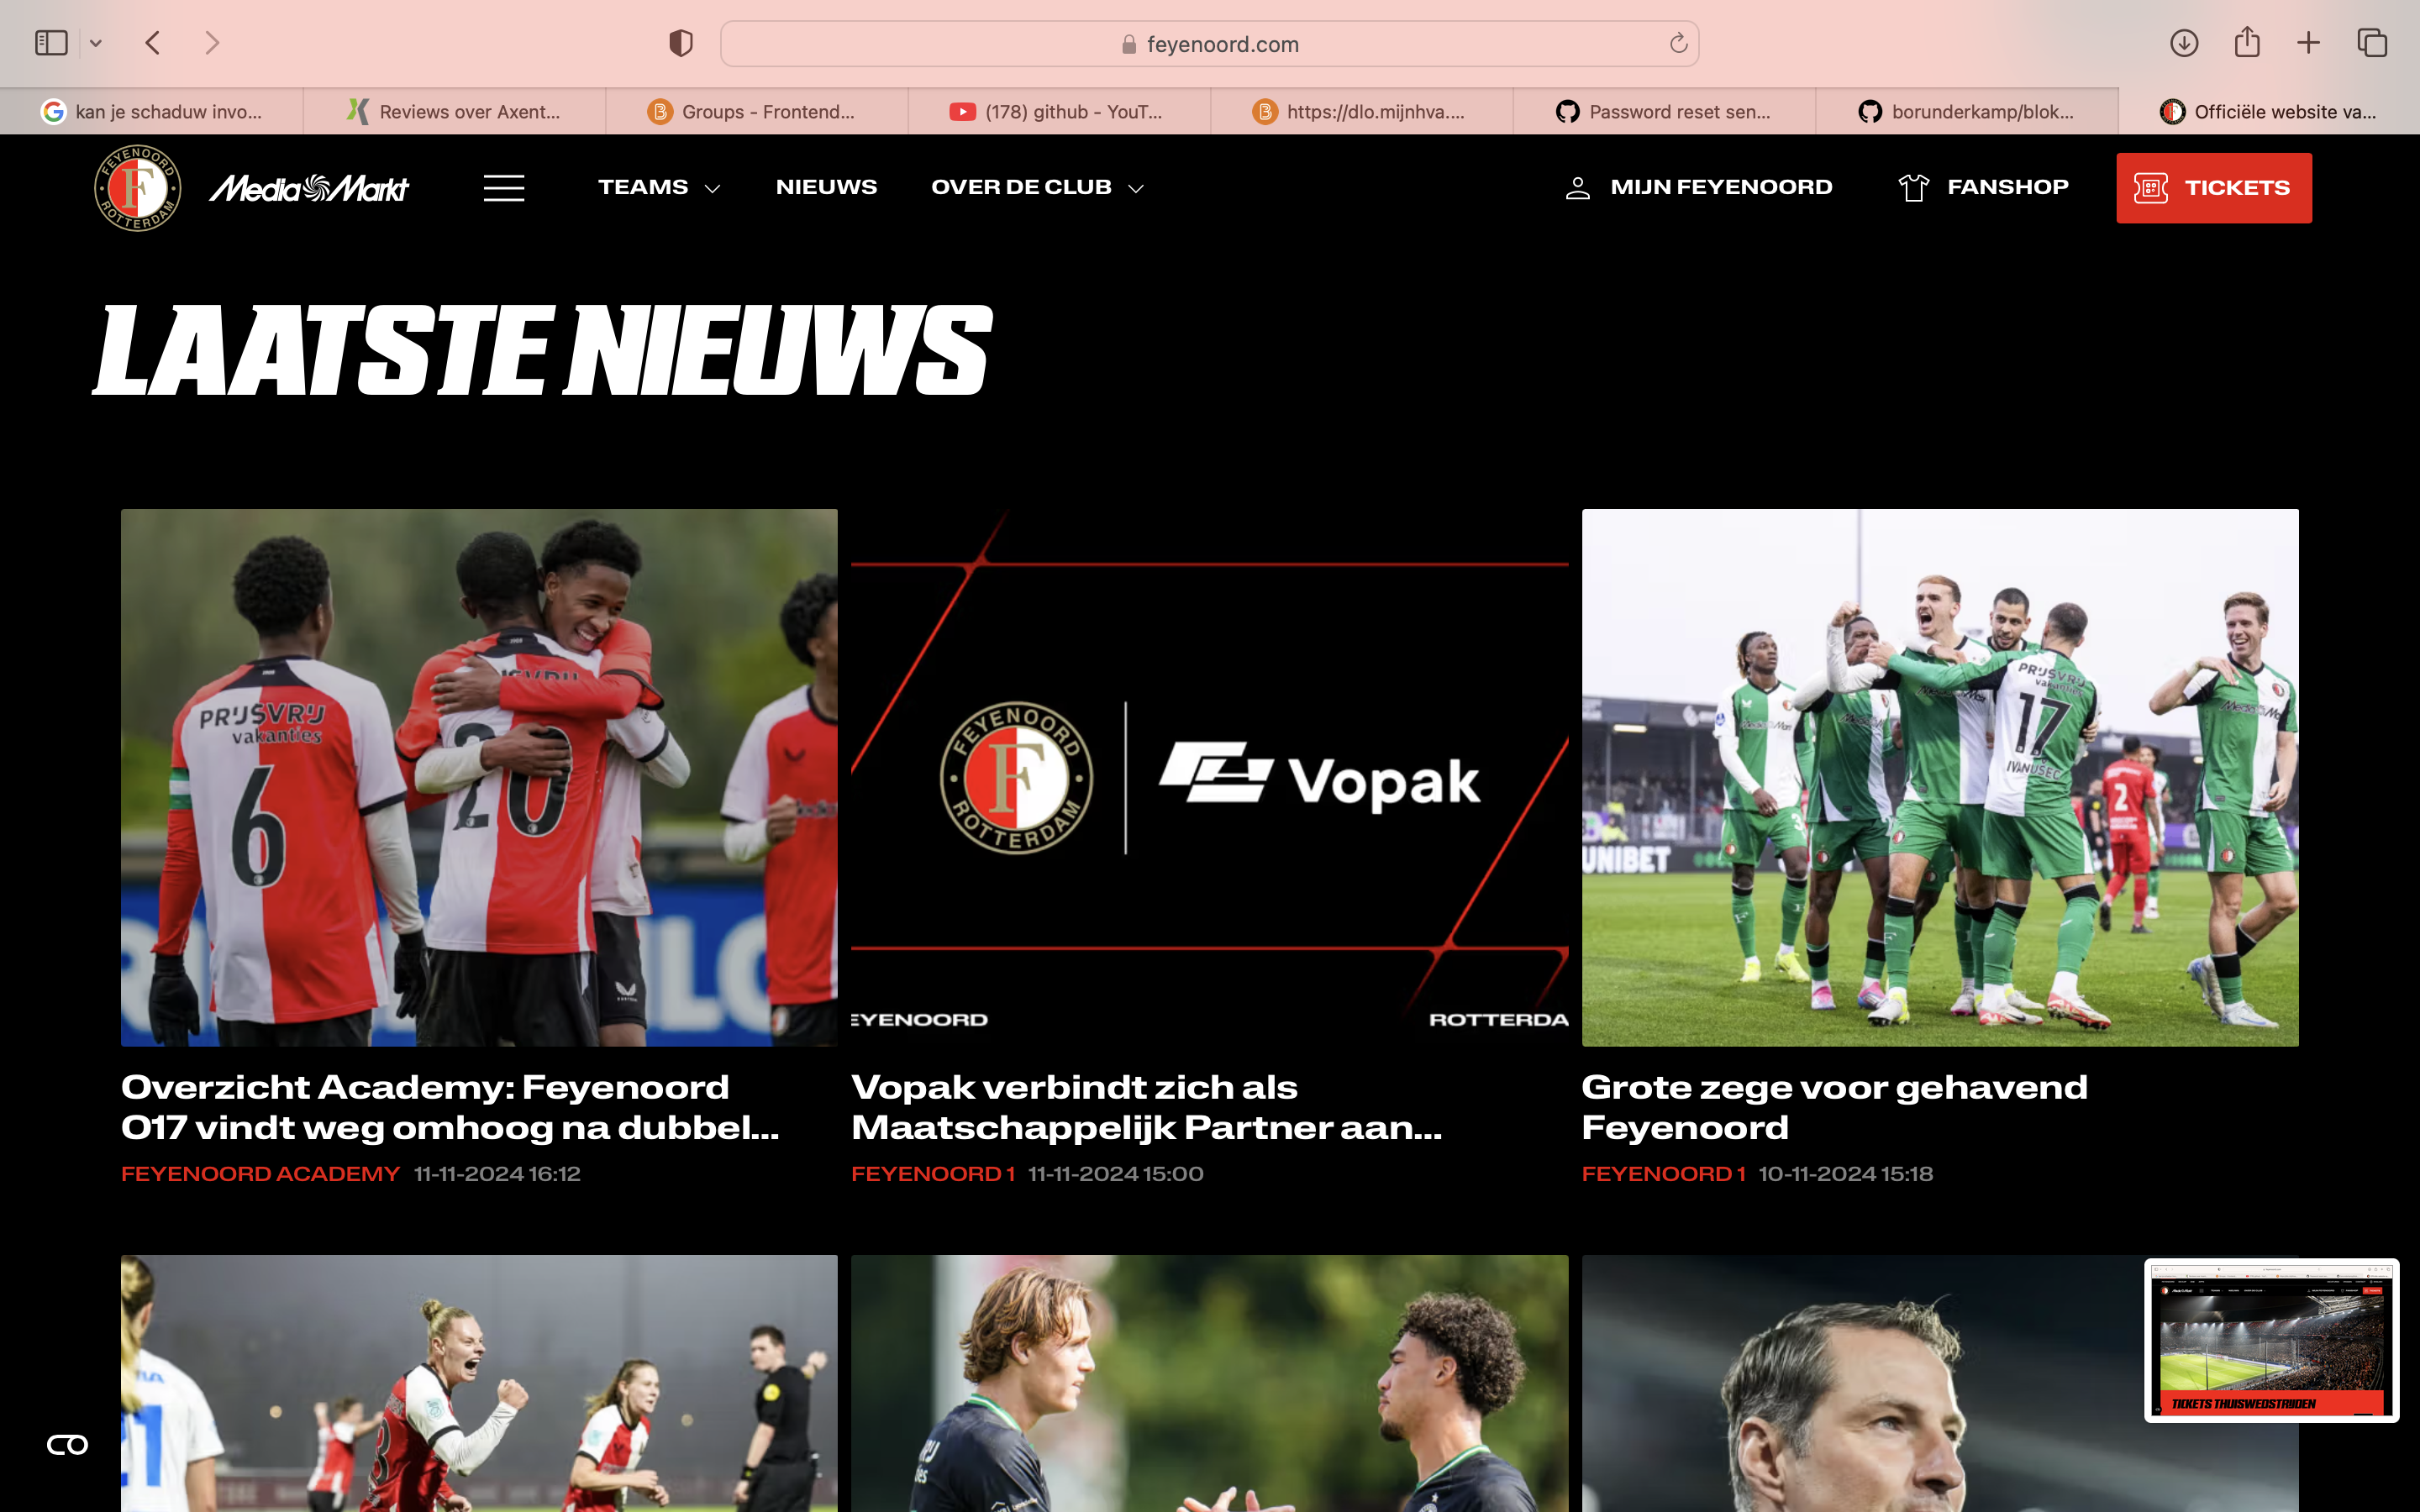 feyenoord.com
kan je schaduw invo...
Reviews over Axent...
Groups - Frontend...
(178) github - YouT...
https://dlo.mijnhva....
Password reset sen...
borunderkamp/blok...
Officiële website va...
FEYENOORD
ROTTERDAM
MediaMarkt
TEAMS
NIEUWS
OVER DE CLUB
MIJN FEYENOORD
FANSHOP
TICKETS
LAATSTE NIEUWS
PRIJSVRIJ
vakanties
6
20
FEYENOORD
ROTTERDAM
Vopak
EYENOORD
ROTTERDA
PRIJSVRIJ
vakanties
17
IVANUSEC
2
UNIBET
Overzicht Academy: Feyenoord
O17 vindt weg omhoog na dubbel...
FEYENOORD ACADEMY 11-11-2024 16:12
Vopak verbindt zich als
Maatschappelijk Partner aan...
FEYENOORD 1 11-11-2024 15:00
Grote zege voor gehavend
Feyenoord
FEYENOORD 1 10-11-2024 15:18
TICKETS THUISWEDSTRIJDEN